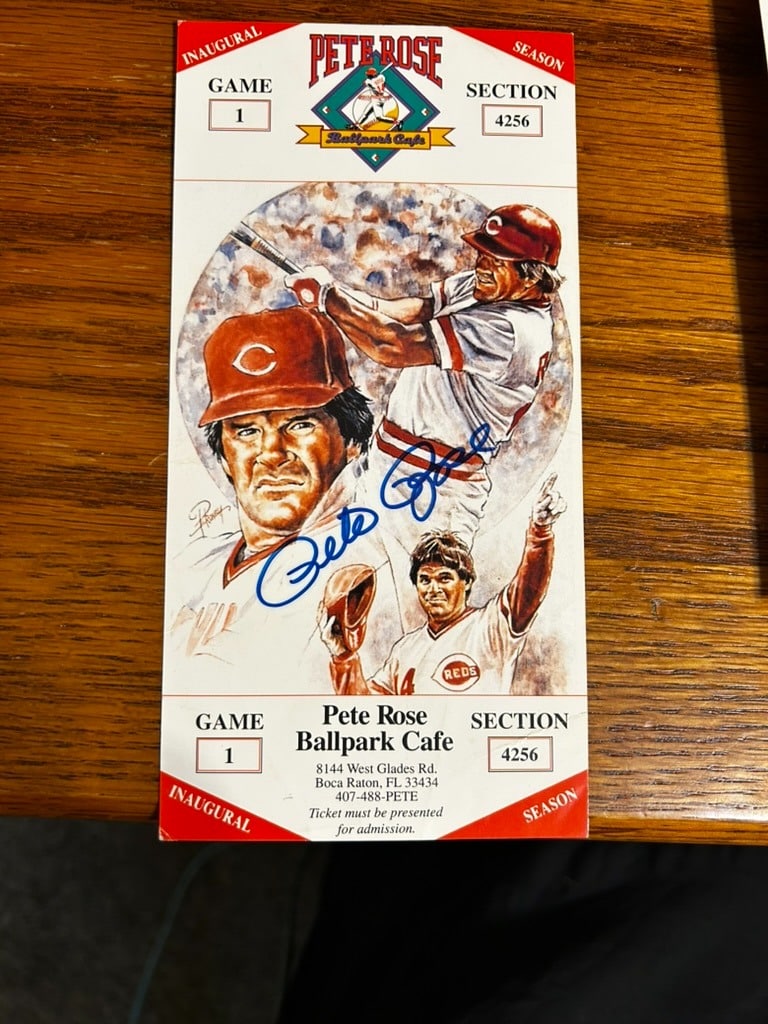 INAUGURAL
SEASON
PETE ROSE
Ballpark Cafe
GAME
1
SECTION
4256
C
C
Pete Rose
REDS
4
GAME
1
Pete Rose
Ballpark Cafe
SECTION
4256
8144 West Glades Rd.
Boca Raton, FL 33434
407-488-PETE
Ticket must be presented
for admission.
INAUGURAL
SEASON